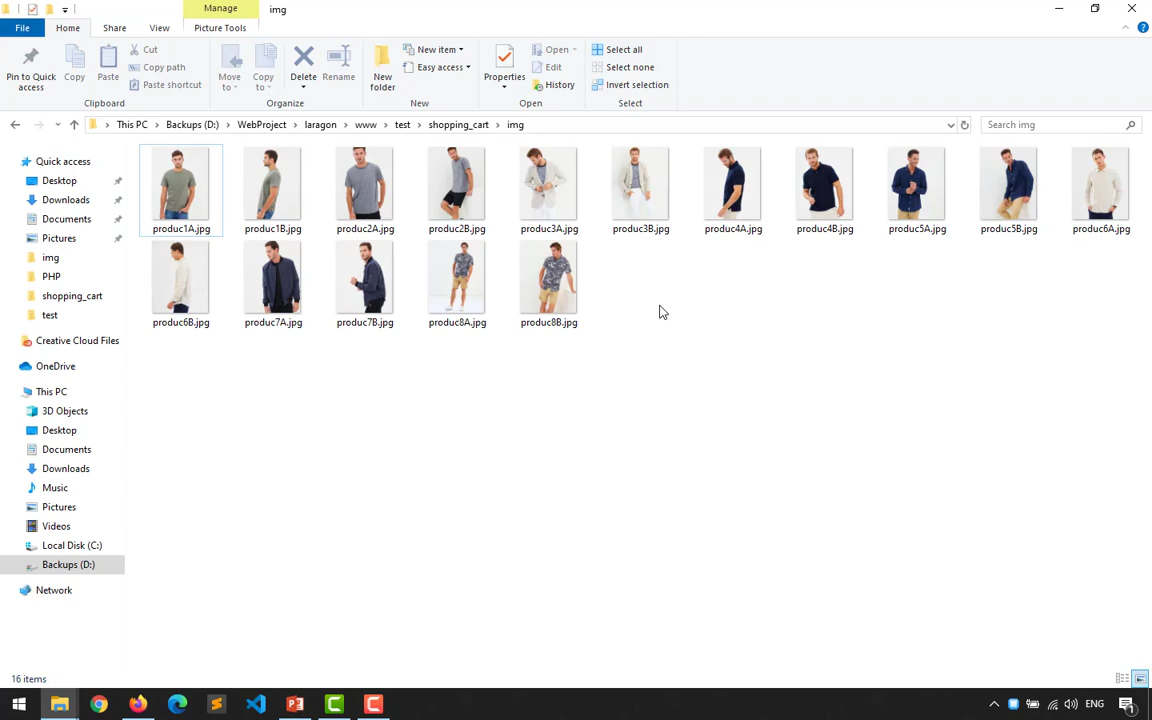 Manage
img
File
Home
Share
View
Picture Tools
Pin to Quick access
Copy
Paste
Cut
Copy path
Paste shortcut
Clipboard
Move to
Copy to
Delete
Rename
Organize
New folder
New item
Easy access
New
Properties
Open
Edit
History
Open
Select all
Select none
Invert selection
Select
This PC > Backups (D:) > WebProject > laragon > www > test > shopping_cart > img
Search img
Quick access
Desktop
Downloads
Documents
Pictures
img
PHP
shopping_cart
test
Creative Cloud Files
OneDrive
This PC
3D Objects
Desktop
Documents
Downloads
Music
Pictures
Videos
Local Disk (C:)
Backups (D:)
Network
produc1A.jpg
produc1B.jpg
produc2A.jpg
produc2B.jpg
produc3A.jpg
produc3B.jpg
produc4A.jpg
produc4B.jpg
produc5A.jpg
produc5B.jpg
produc6A.jpg
produc6B.jpg
produc7A.jpg
produc7B.jpg
produc8A.jpg
produc8B.jpg
16 items
ENG
1